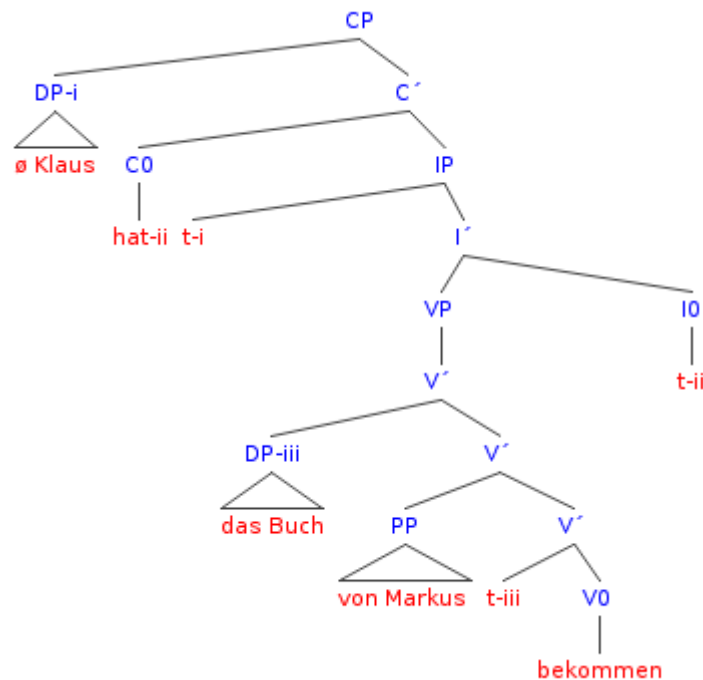 CP
DP-i C´
ø Klaus C0 IP
hat-ii t-i I´
VP I0
V´ t-ii
DP-iii V´
das Buch PP V´
von Markus t-iii V0
bekommen